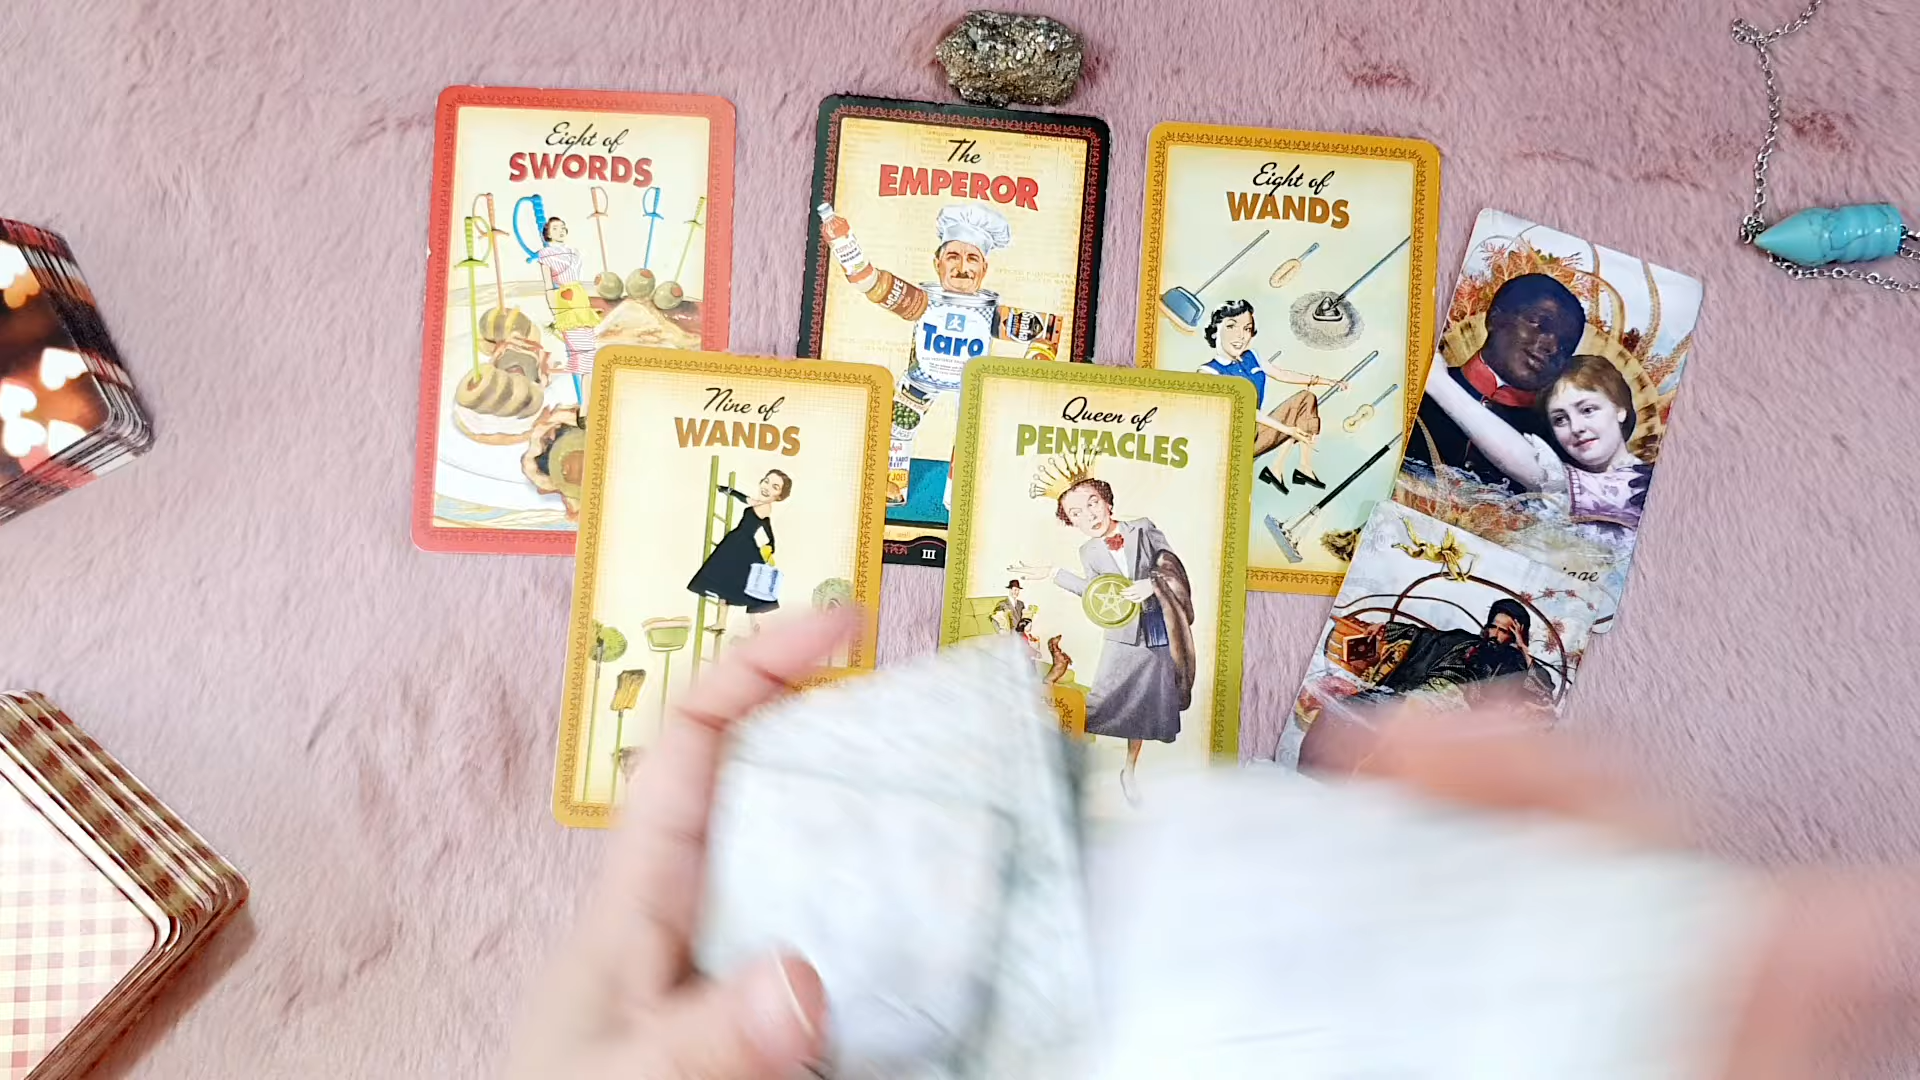 Eight of
SWORDS
The
EMPEROR
Taro
III
Eight of
WANDS
Nine of
WANDS
Queen of
PENTACLES